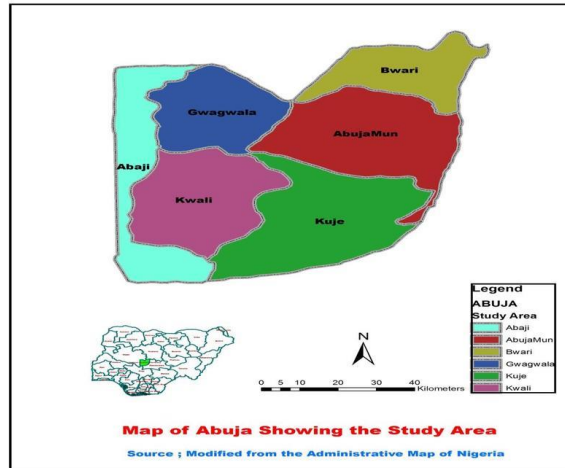 Bwari
Gwagwala
AbujaMun
Abaji
Kwali
Kuje
Legend
ABUJA
Study Area
Abaji
AbujaMun
Bwari
Gwagwala
Kuje
Kwali
N
0 5 10 20 30 40
Kilometers
Map of Abuja Showing the Study Area
Source ; Modified from the Administrative Map of Nigeria